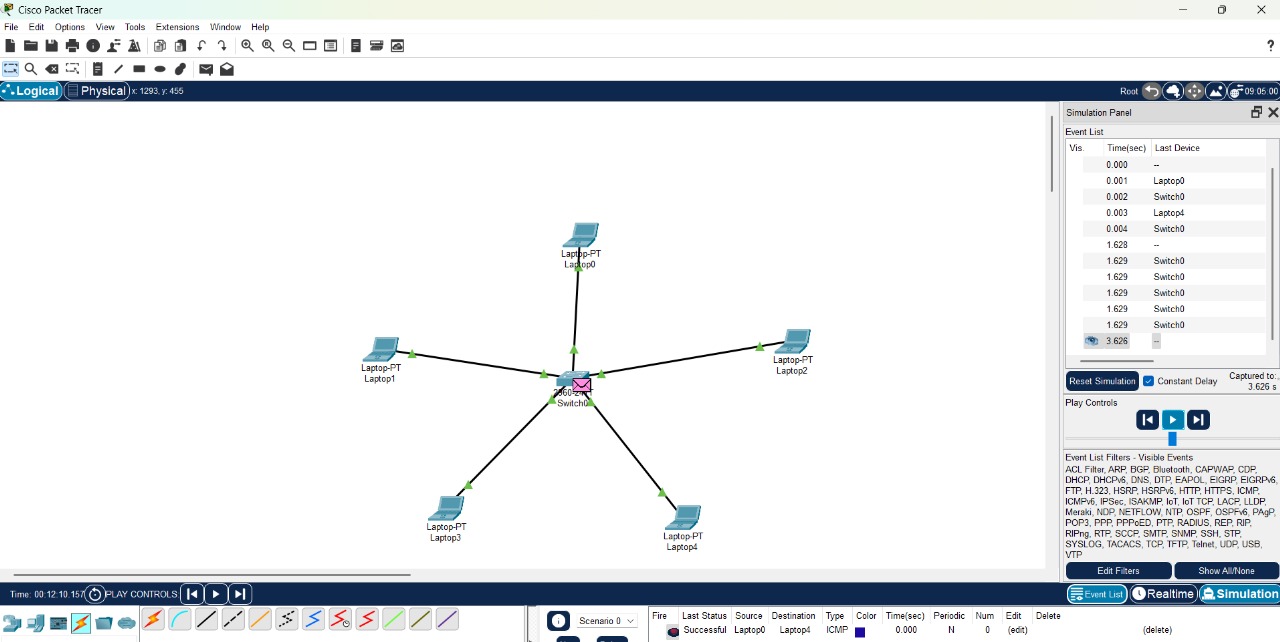 Cisco Packet Tracer
File Edit Options View Tools Extensions Window Help
?
Logical Physical x: 1293, y: 455 Root 09:05:00
Simulation Panel
Event List
Vis. Time(sec) Last Device
0.000 --
0.001 Laptop0
0.002 Switch0
0.003 Laptop4
0.004 Switch0
1.628 --
1.629 Switch0
1.629 Switch0
1.629 Switch0
1.629 Switch0
1.629 Switch0
3.626 --
Reset Simulation Constant Delay Captured to:
3.626 s
Play Controls
Event List Filters - Visible Events
ACL Filter, ARP, BGP, Bluetooth, CAPWAP, CDP,
DHCP, DHCPv6, DNS, DTP, EAPOL, EIGRP, EIGRPv6,
FTP, H.323, HSRP, HSRPv6, HTTP, HTTPS, ICMP,
ICMPv6, IPSec, ISAKMP, IoT, IoT TCP, LACP, LLDP,
Meraki, NDP, NETFLOW, NTP, OSPF, OSPFv6, PAgP,
POP3, PPP, PPPoED, PTP, RADIUS, REP, RIP,
RIPng, RTP, SCCP, SMTP, SNMP, SSH, STP,
SYSLOG, TACACS, TCP, TFTP, Telnet, UDP, USB,
VTP
Edit Filters Show All/None
Laptop-PT
Laptop0
Laptop-PT
Laptop1
Laptop-PT
Laptop2
Switch0
Laptop-PT
Laptop3
Laptop-PT
Laptop4
Time: 00:12:10.157 PLAY CONTROLS: Event List Realtime Simulation
Scenario 0
Fire Last Status Source Destination Type Color Time(sec) Periodic Num Edit Delete
Successful Laptop0 Laptop4 ICMP 0.000 N 0 (edit) (delete)